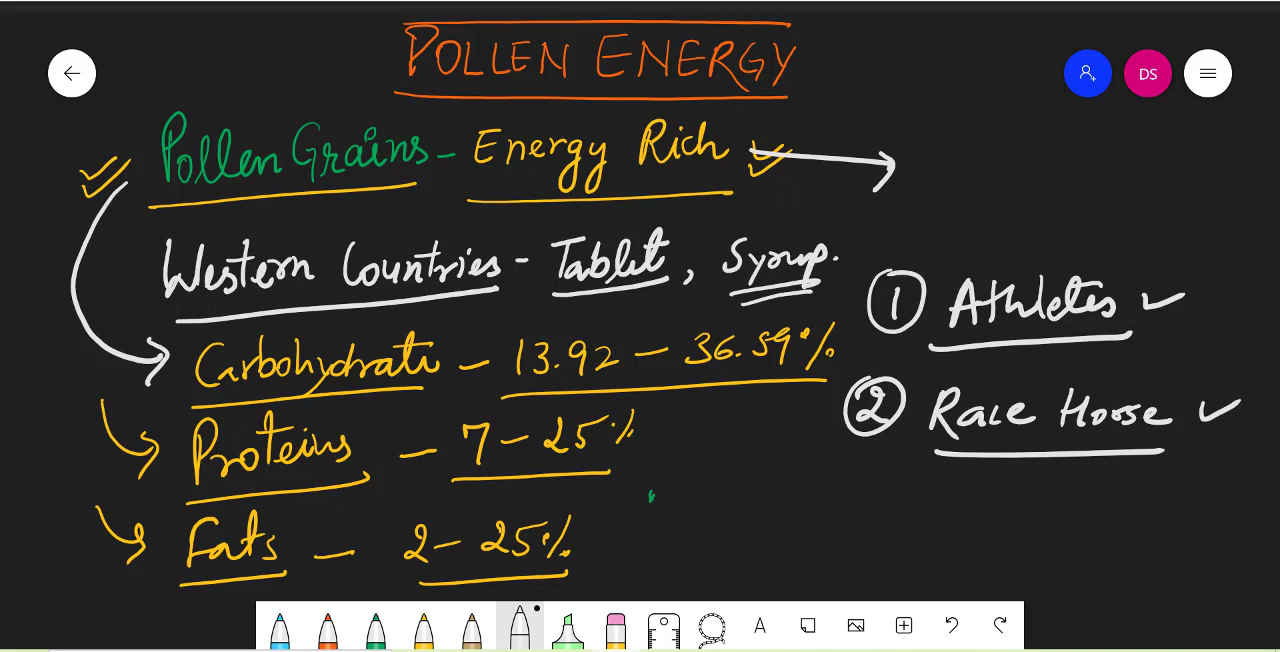 POLLEN ENERGY
DS
Pollen Grains - Energy Rich
Western Countries - Tablet, Syrup.
① Athletes
Carbohydrate - 13.92 - 36.59%
② Race Horse
Proteins - 7 - 25%
Fats - 2 - 25%
A